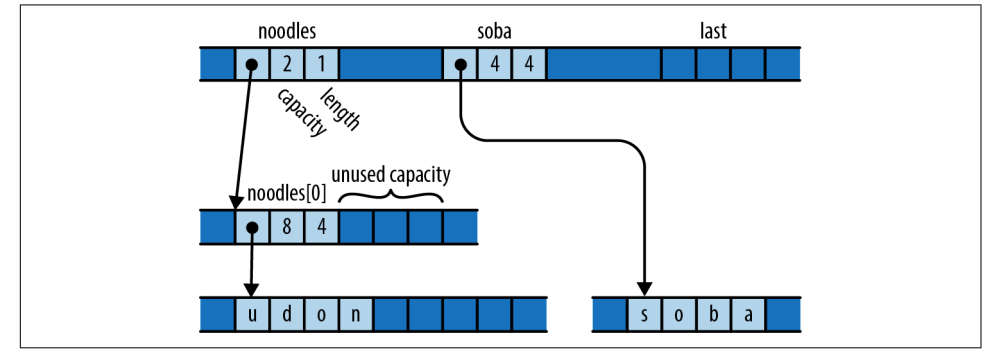 noodles soba last
2 1 4 4
capacity length
noodles[0] unused capacity
8 4
u d o n s o b a